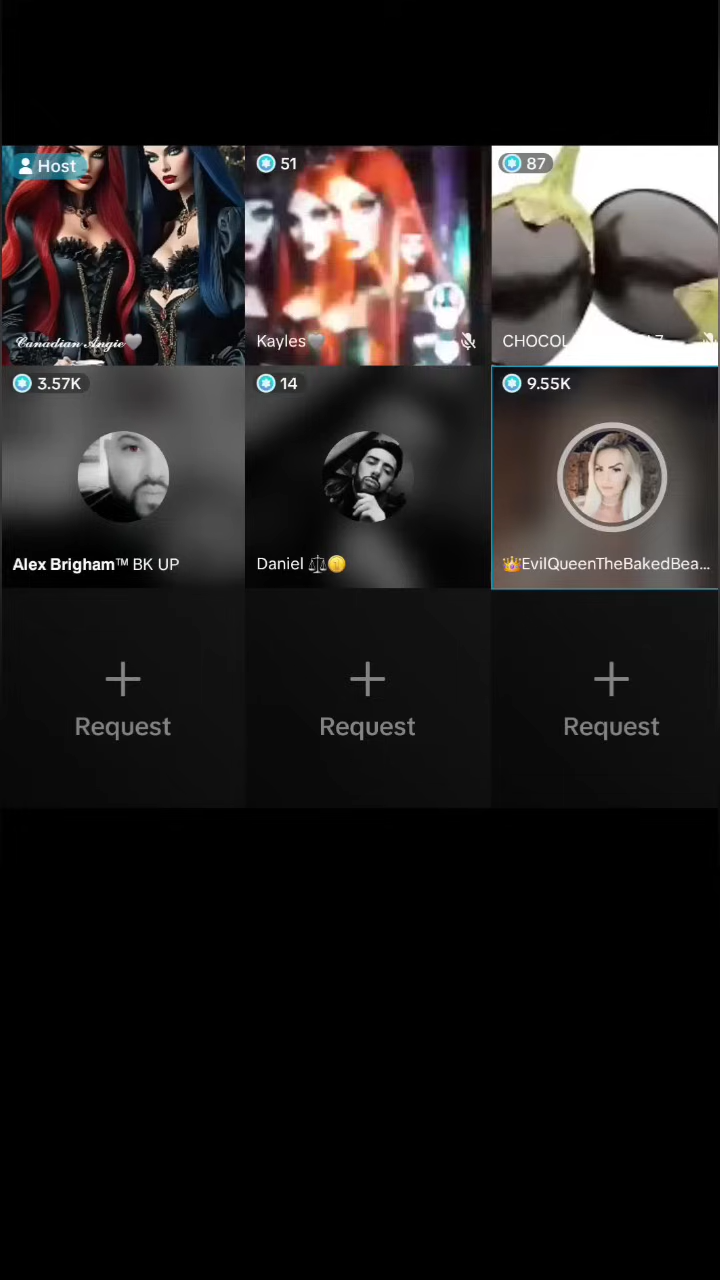 Host
51
87
Canadian Angie🤍
Kayles🤍
CHOCOL
3.57K
14
9.55K
Alex Brigham™ BK UP
Daniel ⚖️🪙
👑EvilQueenTheBakedBea...
Request
Request
Request